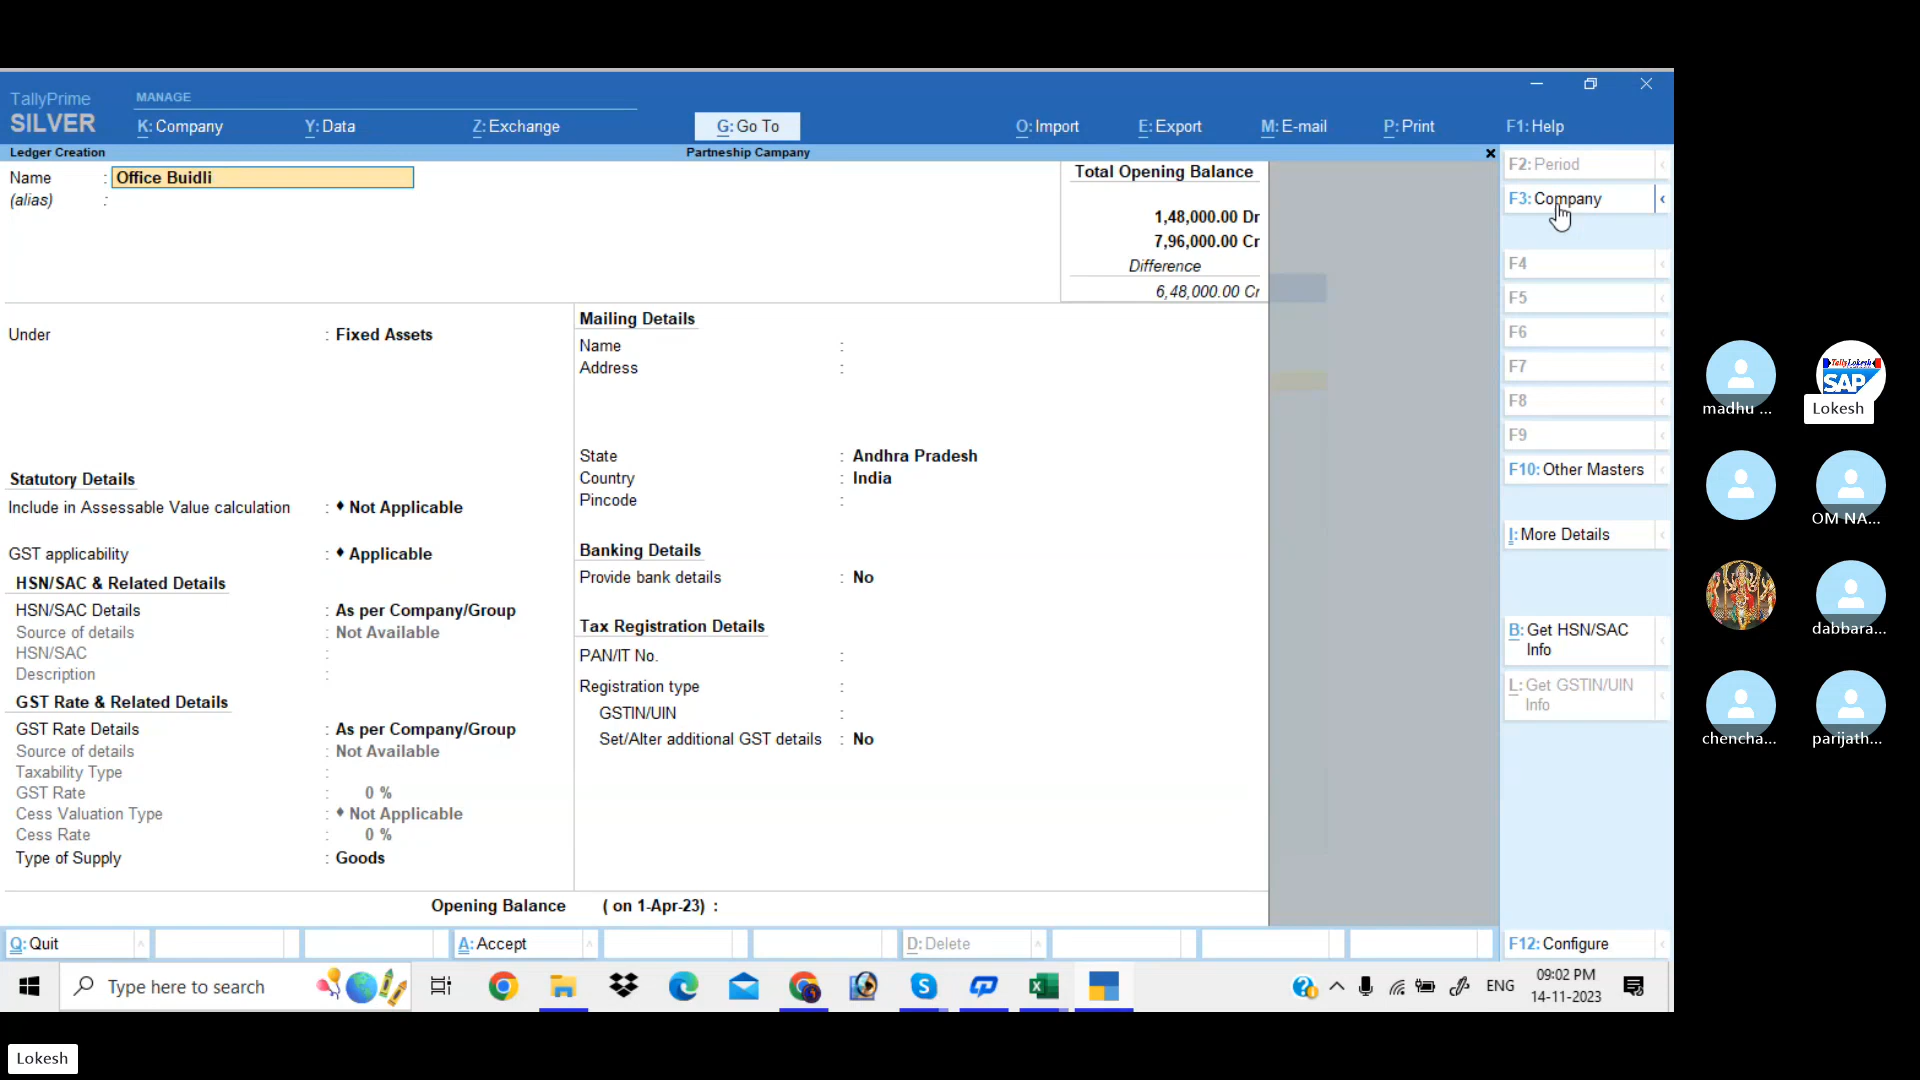 TallyPrime
SILVER
MANAGE
K: Company
Y: Data
Z: Exchange
G: Go To
O: Import
E: Export
M: E-mail
P: Print
F1: Help
Ledger Creation
Partneship Campany
Name : Office Buidli
(alias) :
Total Opening Balance
1,48,000.00 Dr
7,96,000.00 Cr
Difference
6,48,000.00 Cr
Under : Fixed Assets
Statutory Details
Include in Assessable Value calculation : ♦ Not Applicable
GST applicability : ♦ Applicable
HSN/SAC & Related Details
HSN/SAC Details : As per Company/Group
Source of details : Not Available
HSN/SAC :
Description :
GST Rate & Related Details
GST Rate Details : As per Company/Group
Source of details : Not Available
Taxability Type :
GST Rate : 0 %
Cess Valuation Type : ♦ Not Applicable
Cess Rate : 0 %
Type of Supply : Goods
Mailing Details
Name :
Address :
State : Andhra Pradesh
Country : India
Pincode :
Banking Details
Provide bank details : No
Tax Registration Details
PAN/IT No. :
Registration type :
GSTIN/UIN :
Set/Alter additional GST details : No
Opening Balance ( on 1-Apr-23) :
F2: Period
F3: Company
F4
F5
F6
F7
F8
F9
F10: Other Masters
I: More Details
B: Get HSN/SAC
Info
L: Get GSTIN/UIN
Info
Q: Quit
A: Accept
D: Delete
F12: Configure
Type here to search
ENG
09:02 PM
14-11-2023
madhu ...
TallyLokesh
SAP
Lokesh
OM NA...
dabbara...
chencha...
parijath...
Lokesh